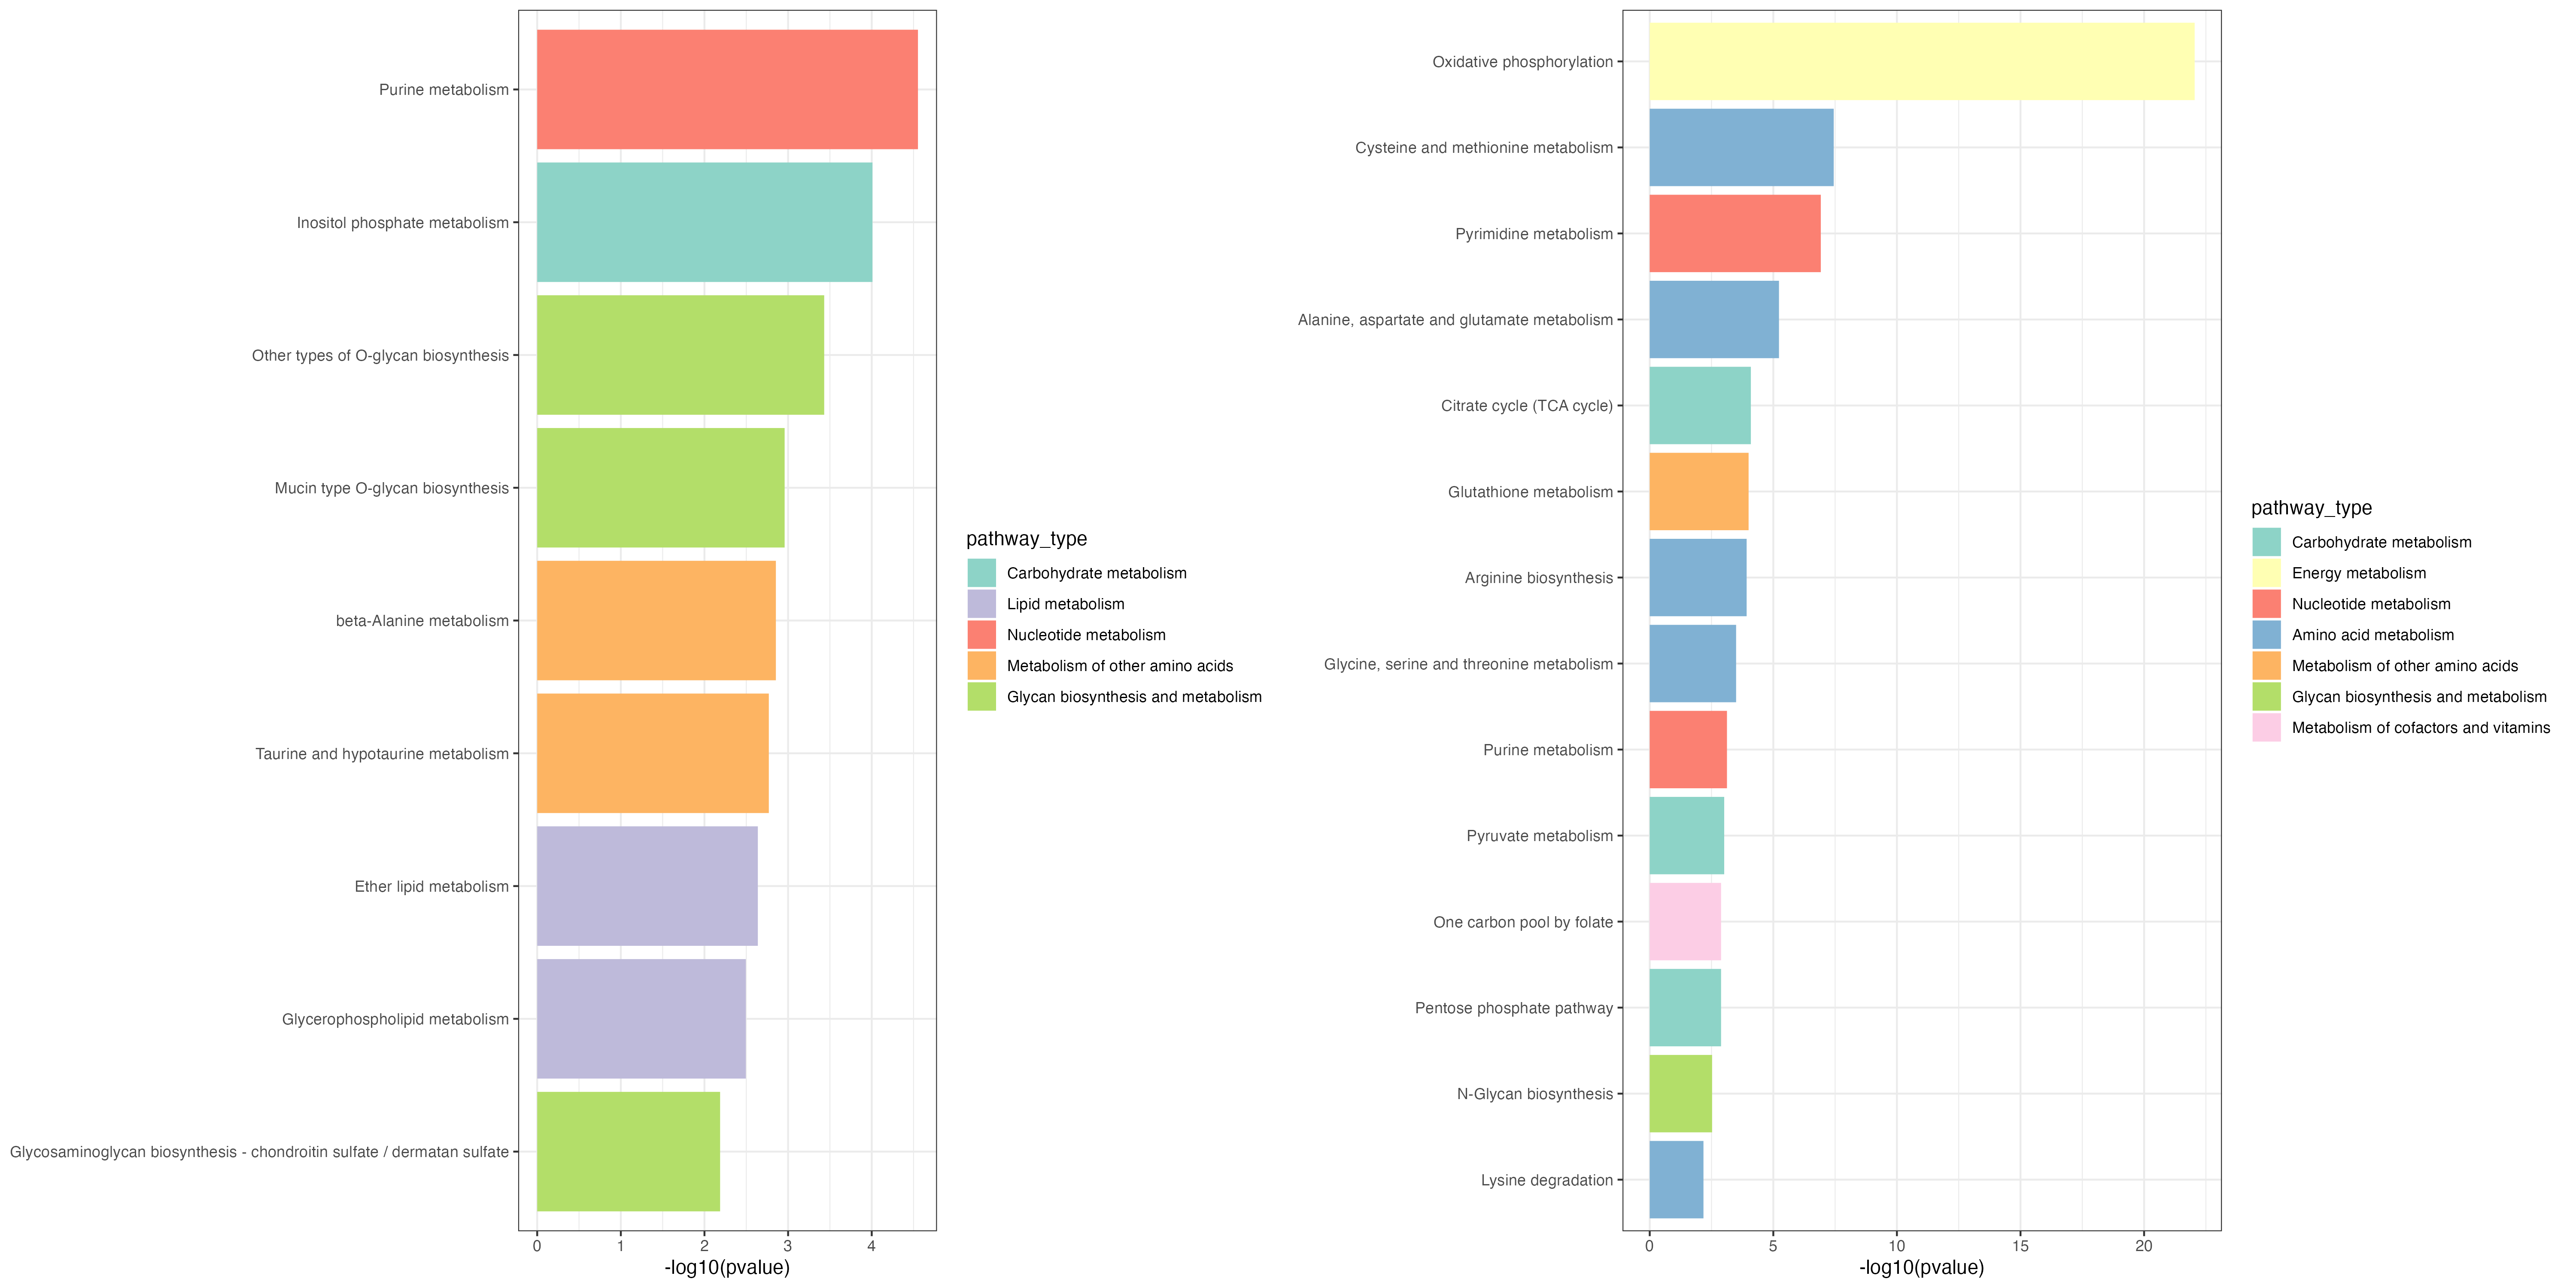 Purine metabolism
Inositol phosphate metabolism
Other types of O-glycan biosynthesis
Mucin type O-glycan biosynthesis
beta-Alanine metabolism
Taurine and hypotaurine metabolism
Ether lipid metabolism
Glycerophospholipid metabolism
Glycosaminoglycan biosynthesis - chondroitin sulfate / dermatan sulfate
0 1 2 3 4
-log10(pvalue)
pathway_type
Carbohydrate metabolism
Lipid metabolism
Nucleotide metabolism
Metabolism of other amino acids
Glycan biosynthesis and metabolism
Oxidative phosphorylation
Cysteine and methionine metabolism
Pyrimidine metabolism
Alanine, aspartate and glutamate metabolism
Citrate cycle (TCA cycle)
Glutathione metabolism
Arginine biosynthesis
Glycine, serine and threonine metabolism
Purine metabolism
Pyruvate metabolism
One carbon pool by folate
Pentose phosphate pathway
N-Glycan biosynthesis
Lysine degradation
0 5 10 15 20
-log10(pvalue)
pathway_type
Carbohydrate metabolism
Energy metabolism
Nucleotide metabolism
Amino acid metabolism
Metabolism of other amino acids
Glycan biosynthesis and metabolism
Metabolism of cofactors and vitamins